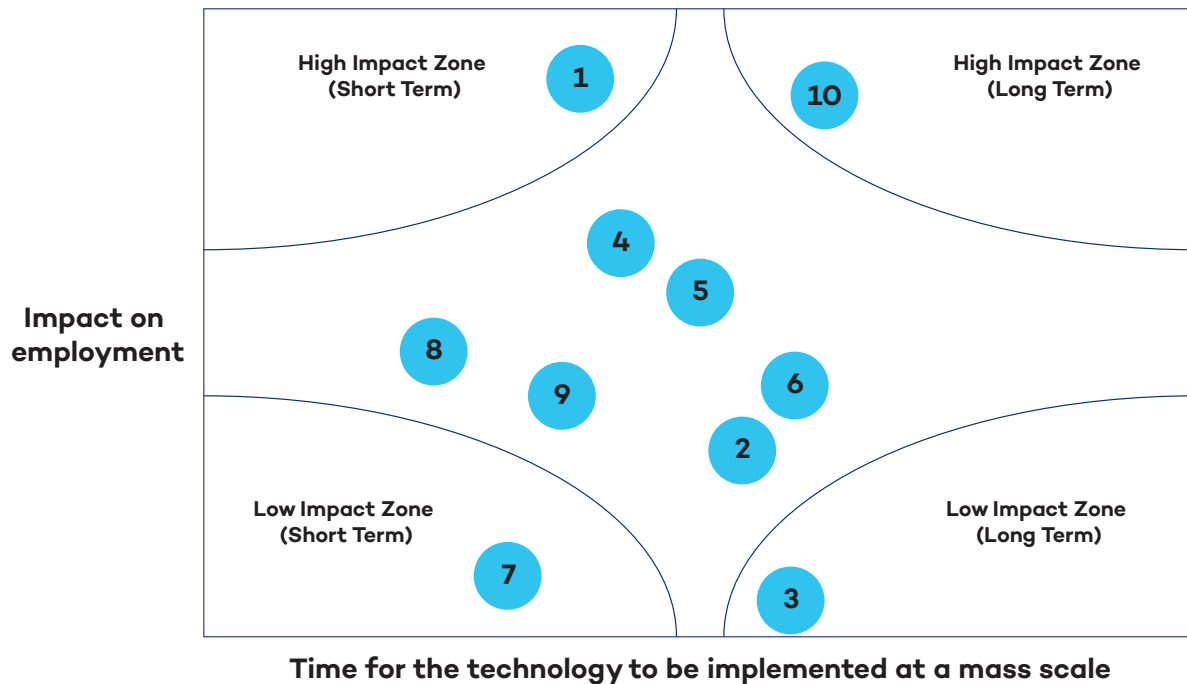 High Impact Zone
(Short Term)
1
10
High Impact Zone
(Long Term)
4
5
Impact on
employment
8
9
6
2
Low Impact Zone
(Short Term)
7
Low Impact Zone
(Long Term)
3
Time for the technology to be implemented at a mass scale